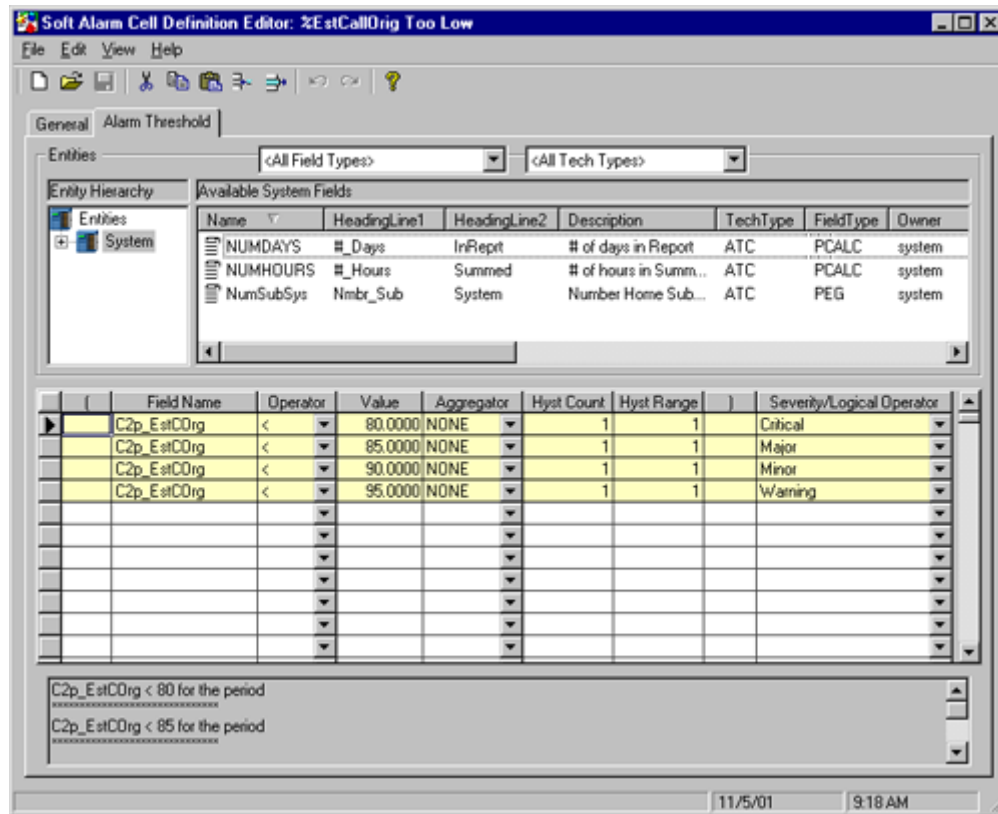 Soft Alarm Cell Definition Editor: %EstCallOrig Too Low
File Edit View Help
General Alarm Threshold
Entities <All Field Types> <All Tech Types>
Entity Hierarchy Available System Fields
Entities
System
Name HeadingLine1 HeadingLine2 Description TechType FieldType Owner
NUMDAYS #_Days InReprt # of days in Report ATC PCALC system
NUMHOURS #_Hours Summed # of hours in Summ... ATC PCALC system
NumSubSys Nmbr_Sub System Number Home Sub... ATC PEG system
( Field Name Operator Value Aggregator Hyst Count Hyst Range ) Severity/Logical Operator
C2p_EstCOrg < 80.0000 NONE 1 1 Critical
C2p_EstCOrg < 85.0000 NONE 1 1 Major
C2p_EstCOrg < 90.0000 NONE 1 1 Minor
C2p_EstCOrg < 95.0000 NONE 1 1 Warning
C2p_EstCOrg < 80 for the period
C2p_EstCOrg < 85 for the period
11/5/01 9:18 AM